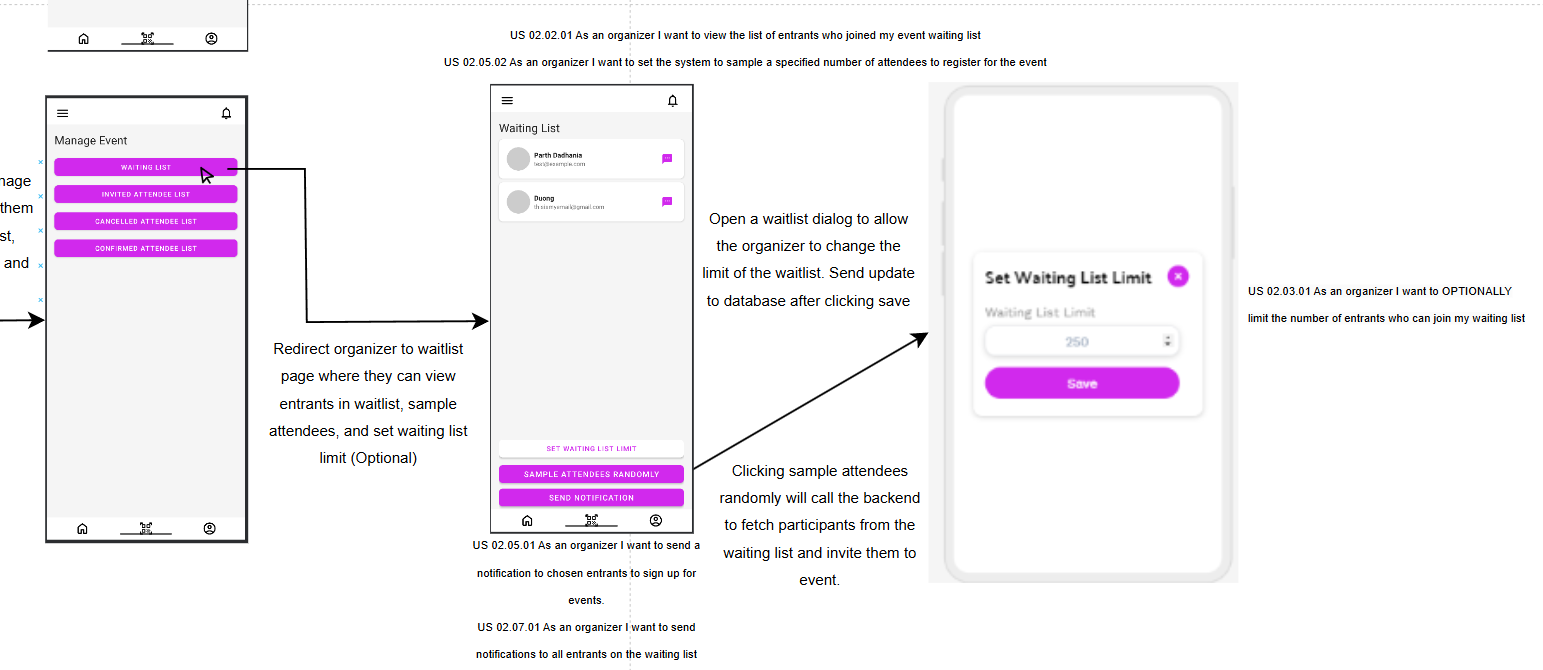 US 02.02.01 As an organizer I want to view the list of entrants who joined my event waiting list
US 02.05.02 As an organizer I want to set the system to sample a specified number of attendees to register for the event
nage
them
st,
and
Manage Event
WAITING LIST
INVITED ATTENDEE LIST
CANCELLED ATTENDEE LIST
CONFIRMED ATTENDEE LIST
Redirect organizer to waitlist
page where they can view
entrants in waitlist, sample
attendees, and set waiting list
limit (Optional)
Waiting List
Parth Dadhania
test@example.com
Duong
thisismyemail@gmail.com
SET WAITING LIST LIMIT
SAMPLE ATTENDEES RANDOMLY
SEND NOTIFICATION
US 02.05.01 As an organizer I want to send a
notification to chosen entrants to sign up for
events.
US 02.07.01 As an organizer I want to send
notifications to all entrants on the waiting list
Open a waitlist dialog to allow
the organizer to change the
limit of the waitlist. Send update
to database after clicking save
Clicking sample attendees
randomly will call the backend
to fetch participants from the
waiting list and invite them to
event.
Set Waiting List Limit
Waiting List Limit
250
Save
US 02.03.01 As an organizer I want to OPTIONALLY
limit the number of entrants who can join my waiting list